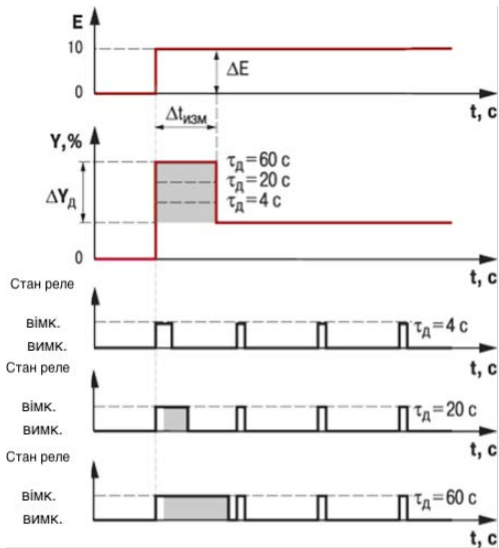 E
10
ΔE
0
t, с
Δtизм
Y,%
τд=60 с
τд=20 с
τд=4 с
ΔYд
0
t, с
Стан реле
вімк.
τд=4 с
вимк.
t, с
Стан реле
вімк.
τд=20 с
вимк.
t, с
Стан реле
вімк.
τд=60 с
вимк.
t, с